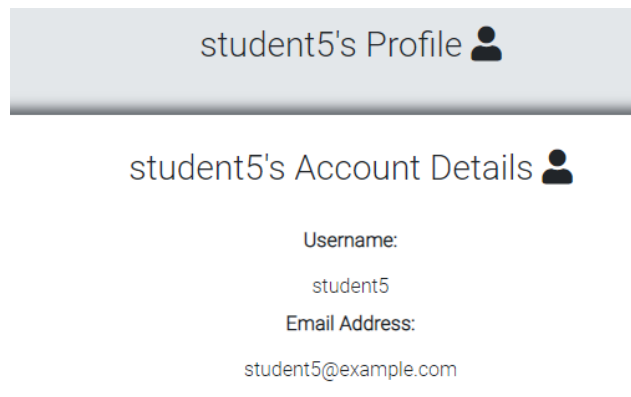 student5's Profile
student5's Account Details
Username:
student5
Email Address:
student5@example.com